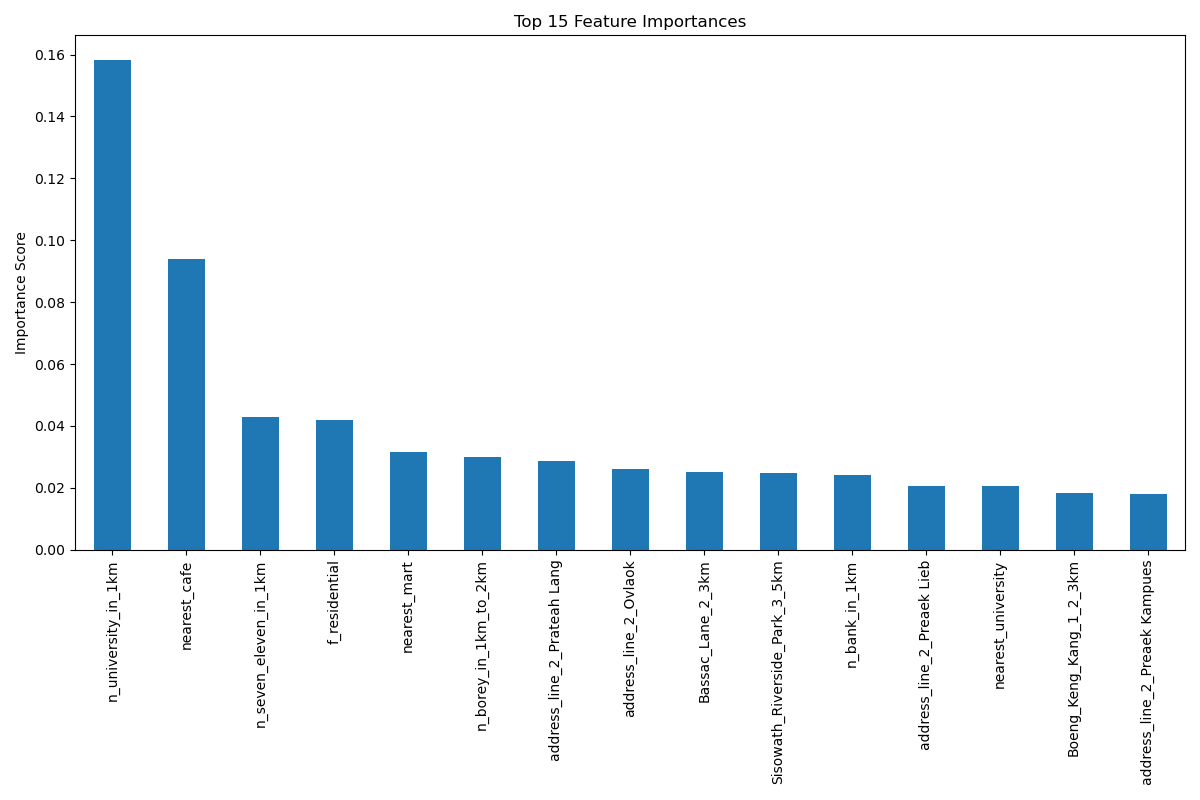 Top 15 Feature Importances
Importance Score
0.16
0.14
0.12
0.10
0.08
0.06
0.04
0.02
0.00
n_university_in_1km
nearest_cafe
n_seven_eleven_in_1km
f_residential
nearest_mart
n_borey_in_1km_to_2km
address_line_2_Prateah Lang
address_line_2_Ovlaok
Bassac_Lane_2_3km
Sisowath_Riverside_Park_3_5km
n_bank_in_1km
address_line_2_Preaek Lieb
nearest_university
Boeng_Keng_Kang_1_2_3km
address_line_2_Preaek Kampues